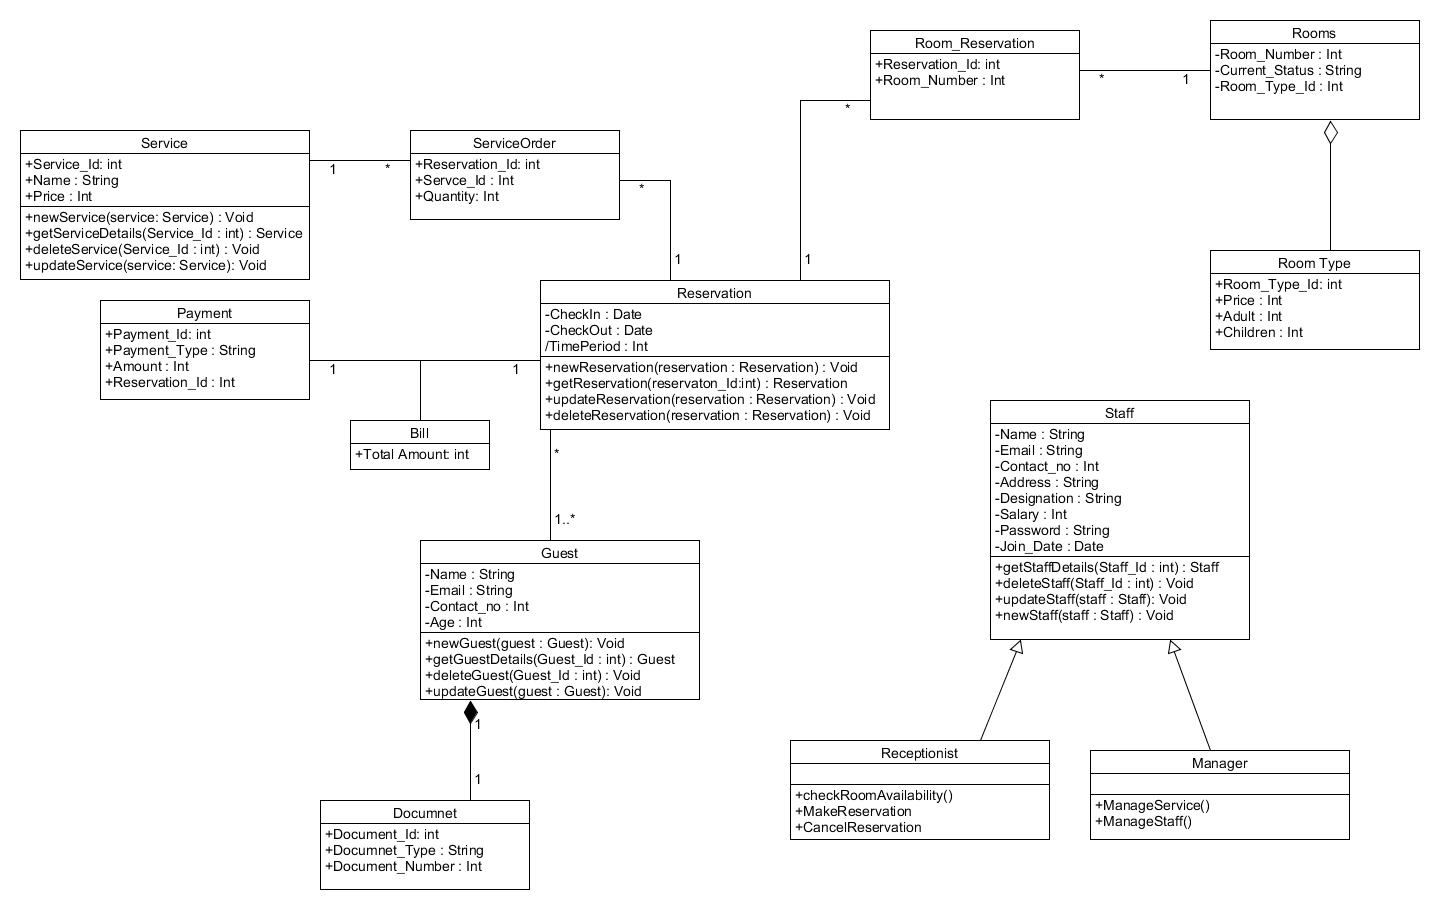 Room_Reservation
+Reservation_Id: int
+Room_Number : Int
*
1
*
Rooms
-Room_Number : Int
-Current_Status : String
-Room_Type_Id : Int
Service
+Service_Id: int
+Name : String
+Price : Int
+newService(service: Service) : Void
+getServiceDetails(Service_Id : int) : Service
+deleteService(Service_Id : int) : Void
+updateService(service: Service): Void
1
*
ServiceOrder
+Reservation_Id: int
+Servce_Id : Int
+Quantity: Int
*
1
1
Room Type
+Room_Type_Id: int
+Price : Int
+Adult : Int
+Children : Int
Payment
+Payment_Id: int
+Payment_Type : String
+Amount : Int
+Reservation_Id : Int
1
1
Reservation
-CheckIn : Date
-CheckOut : Date
/TimePeriod : Int
+newReservation(reservation : Reservation) : Void
+getReservation(reservaton_Id:int) : Reservation
+updateReservation(reservation : Reservation) : Void
+deleteReservation(reservation : Reservation) : Void
Bill
+Total Amount: int
*
1..*
Staff
-Name : String
-Email : String
-Contact_no : Int
-Address : String
-Designation : String
-Salary : Int
-Password : String
-Join_Date : Date
+getStaffDetails(Staff_Id : int) : Staff
+deleteStaff(Staff_Id : int) : Void
+updateStaff(staff : Staff): Void
+newStaff(staff : Staff) : Void
Guest
-Name : String
-Email : String
-Contact_no : Int
-Age : Int
+newGuest(guest : Guest): Void
+getGuestDetails(Guest_Id : int) : Guest
+deleteGuest(Guest_Id : int) : Void
+updateGuest(guest : Guest): Void
1
1
Documnet
+Document_Id: int
+Documnet_Type : String
+Document_Number : Int
Receptionist
+checkRoomAvailability()
+MakeReservation
+CancelReservation
Manager
+ManageService()
+ManageStaff()